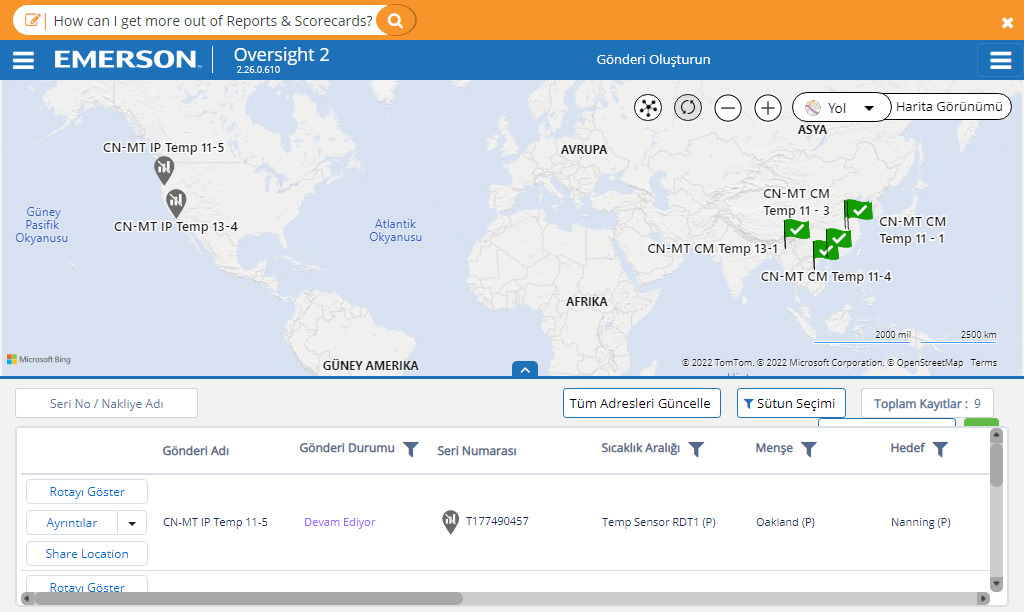 How can I get more out of Reports & Scorecards?
EMERSON
Oversight 2
2.26.0.610
Gönderi Oluşturun
Yol
Harita Görünümü
ASYA
CN-MT IP Temp 11-5
AVRUPA
CN-MT CM
Temp 11 - 3
Güney
Pasifik
Okyanusu
CN-MT IP Temp 13-4
Atlantik
Okyanusu
CN-MT CM
Temp 11 - 1
CN-MT CM Temp 13-1
CN-MT CM Temp 11-4
AFRIKA
2000 mil
2500 km
Microsoft Bing
GÜNEY AMERIKA
© 2022 TomTom, © 2022 Microsoft Corporation, © OpenStreetMap Terms
Seri No / Nakliye Adı
Tüm Adresleri Güncelle
Sütun Seçimi
Toplam Kayıtlar : 9
Gönderi Adı
Gönderi Durumu
Seri Numarası
Sıcaklık Aralığı
Menşe
Hedef
Rotayı Göster
Ayrıntılar
CN-MT IP Temp 11-5
Devam Ediyor
T177490457
Temp Sensor RDT1 (P)
Oakland (P)
Nanning (P)
Share Location
Rotayı Göster